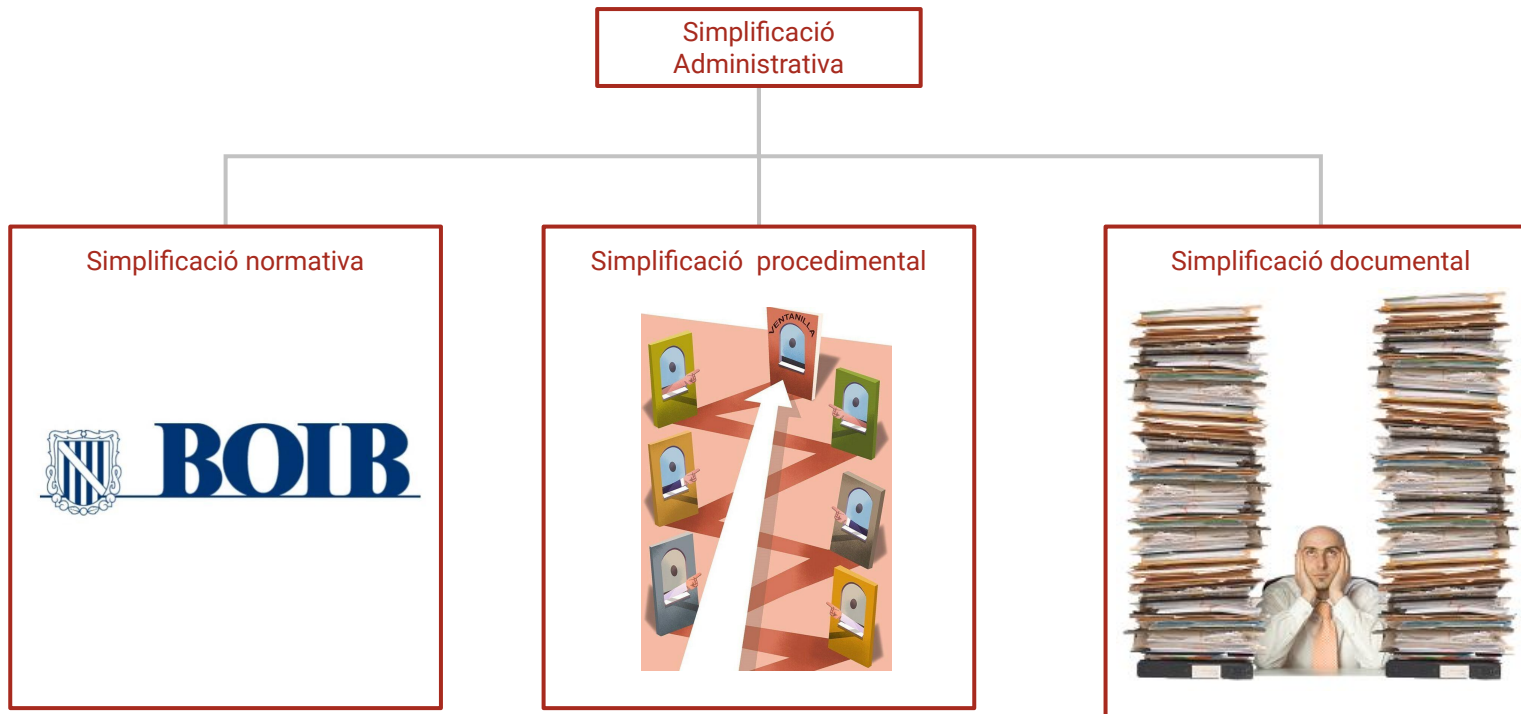 Simplificació
Administrativa
Simplificació normativa
BOIB
Simplificació procedimental
VENTANILLA
Simplificació documental